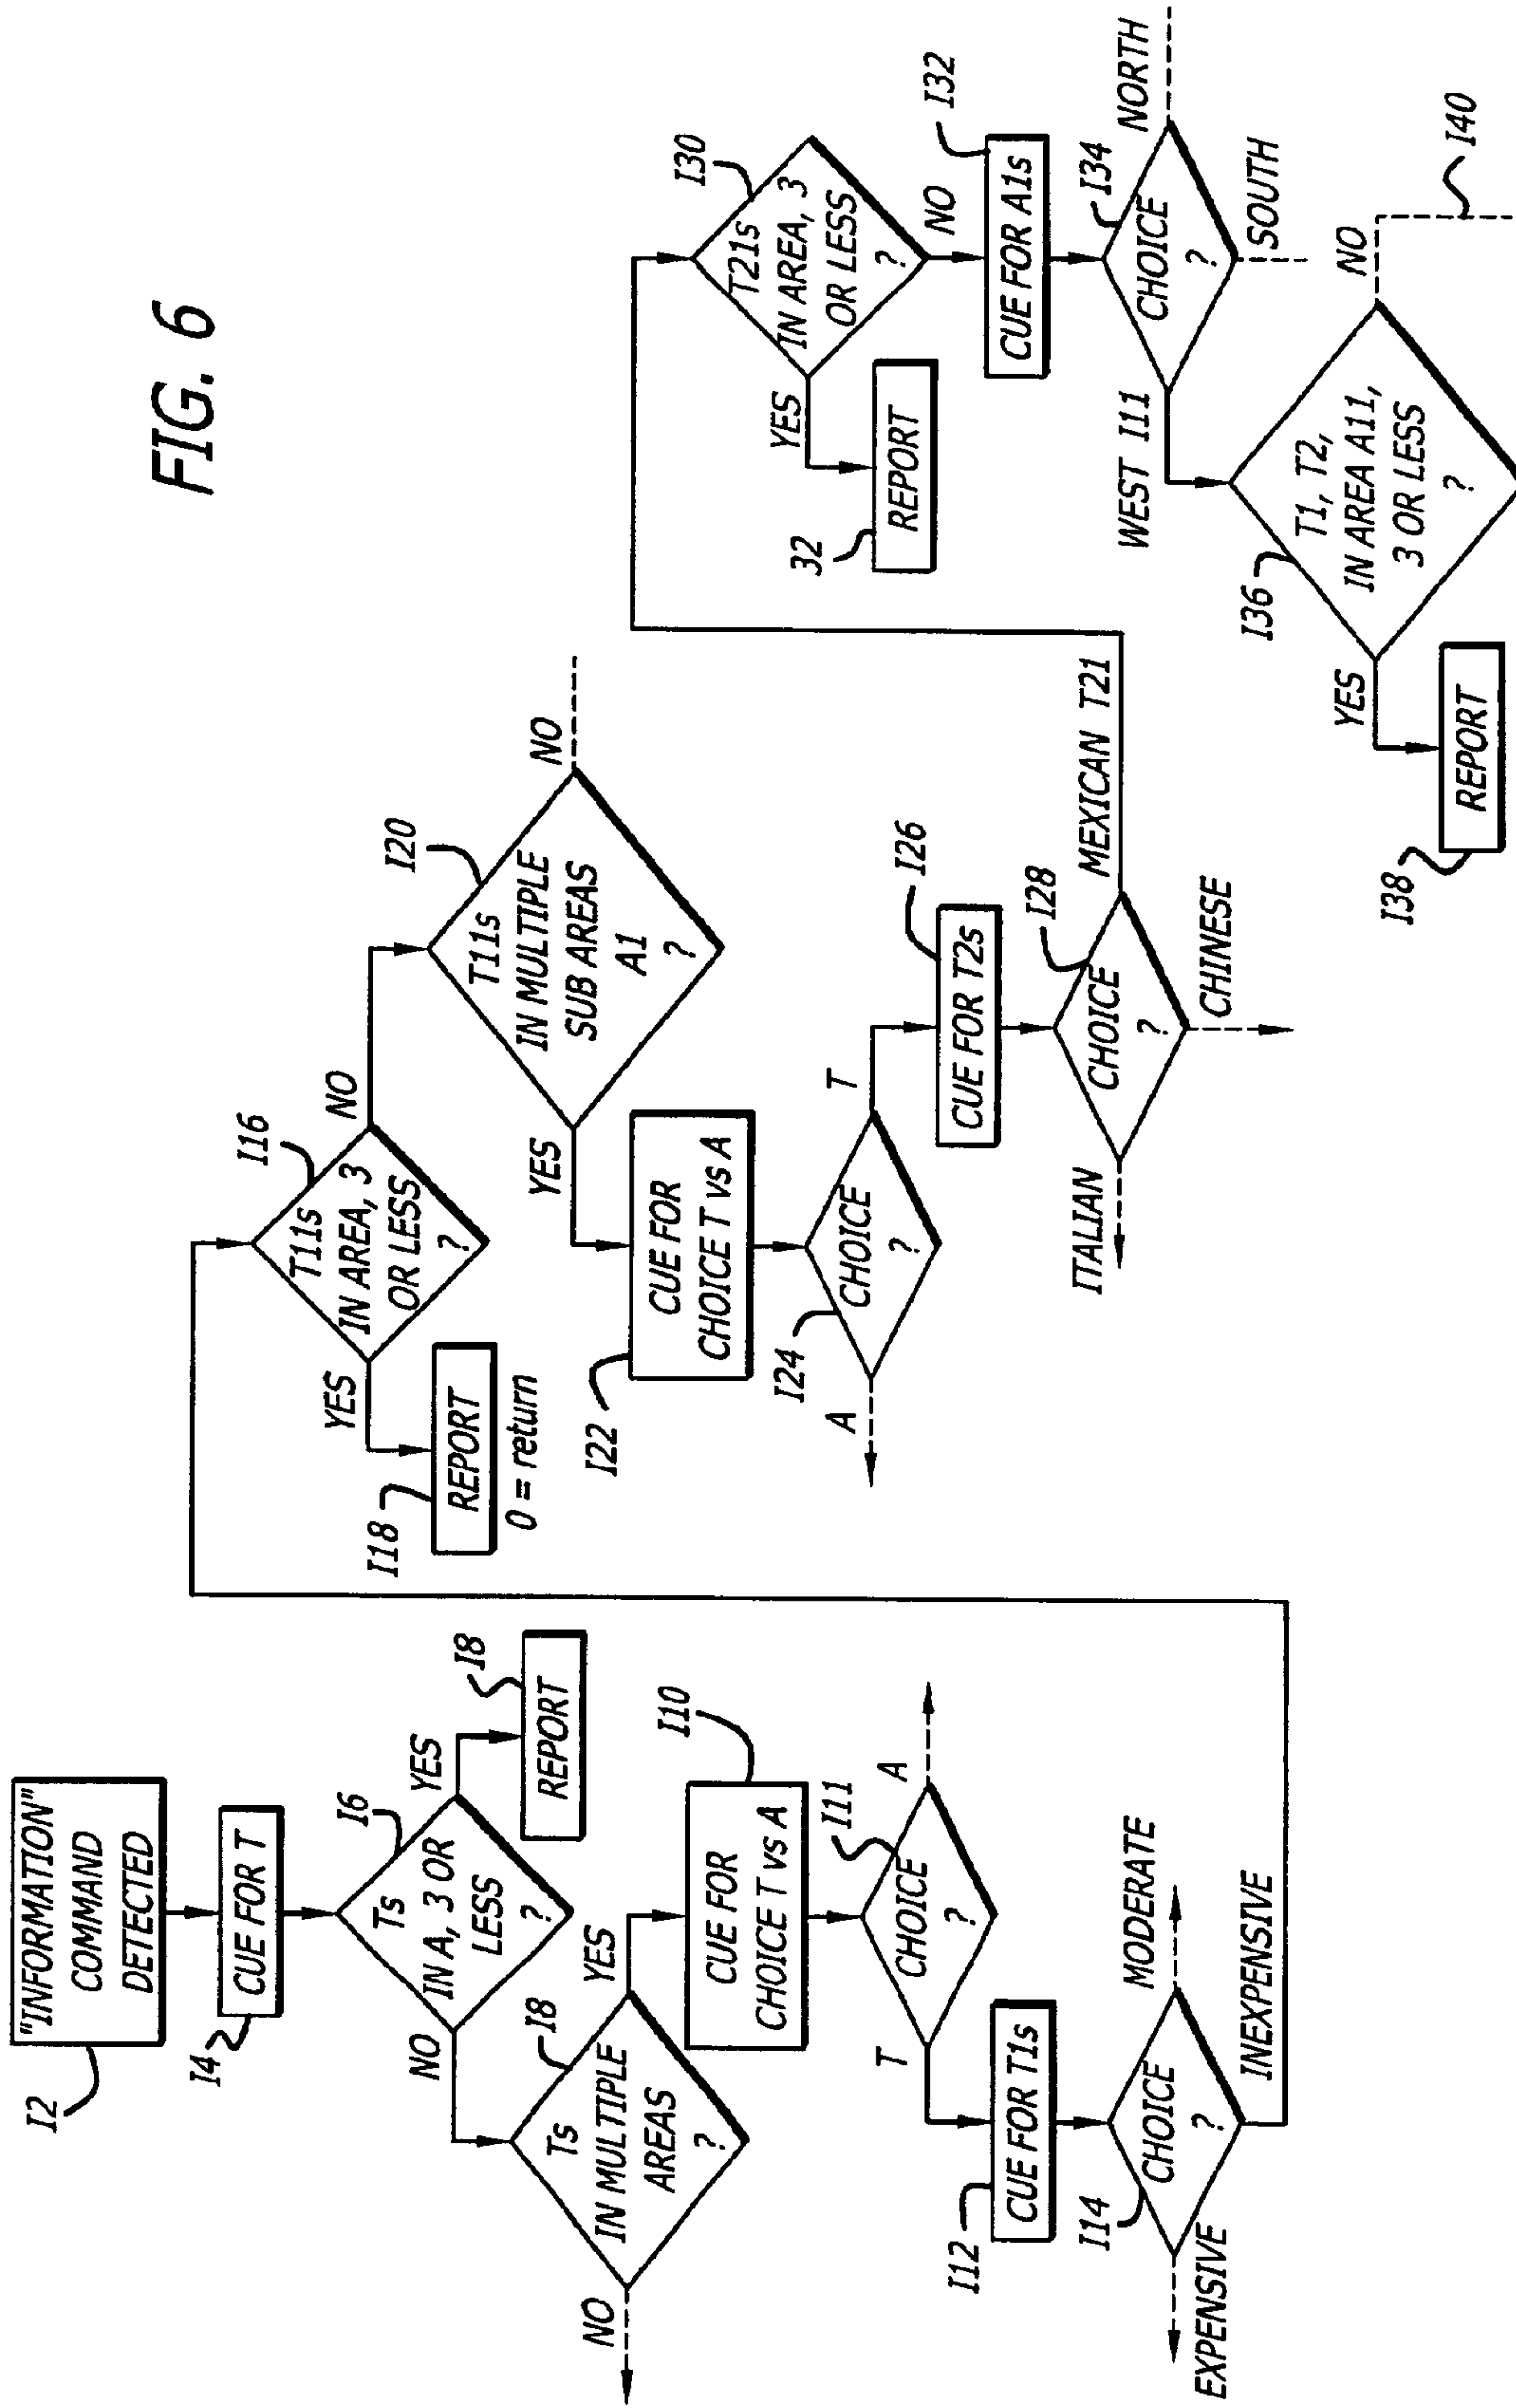 FIG. 6
"INFORMATION"
COMMAND
DETECTED
I2
CUE FOR T
I4
Ts
IN A, 3 OR
LESS
?
I6
YES
REPORT
I8
NO
Ts
IN MULTIPLE
AREAS
?
I8
NO
YES
CUE FOR
CHOICE T vs A
I10
CHOICE
?
I11
A
T
CUE FOR T1s
I12
CHOICE
?
I14
EXPENSIVE
MODERATE
INEXPENSIVE
T11s
IN AREA, 3
OR LESS
?
I16
YES
REPORT
I18
0 = return
NO
T11s
IN MULTIPLE
SUB AREAS
A1
?
I20
NO
YES
CUE FOR
CHOICE T vs A
I22
CHOICE
?
I24
A
T
CUE FOR T2s
I26
CHOICE
?
I28
ITALIAN
CHINESE
MEXICAN T21
T21s
IN AREA, 3
OR LESS
?
I30
YES
REPORT
32
NO
CUE FOR A1s
I32
CHOICE
?
I34
NORTH
SOUTH
WEST I11
T1, T2,
IN AREA A11,
3 OR LESS
?
I36
YES
REPORT
I38
NO
I40